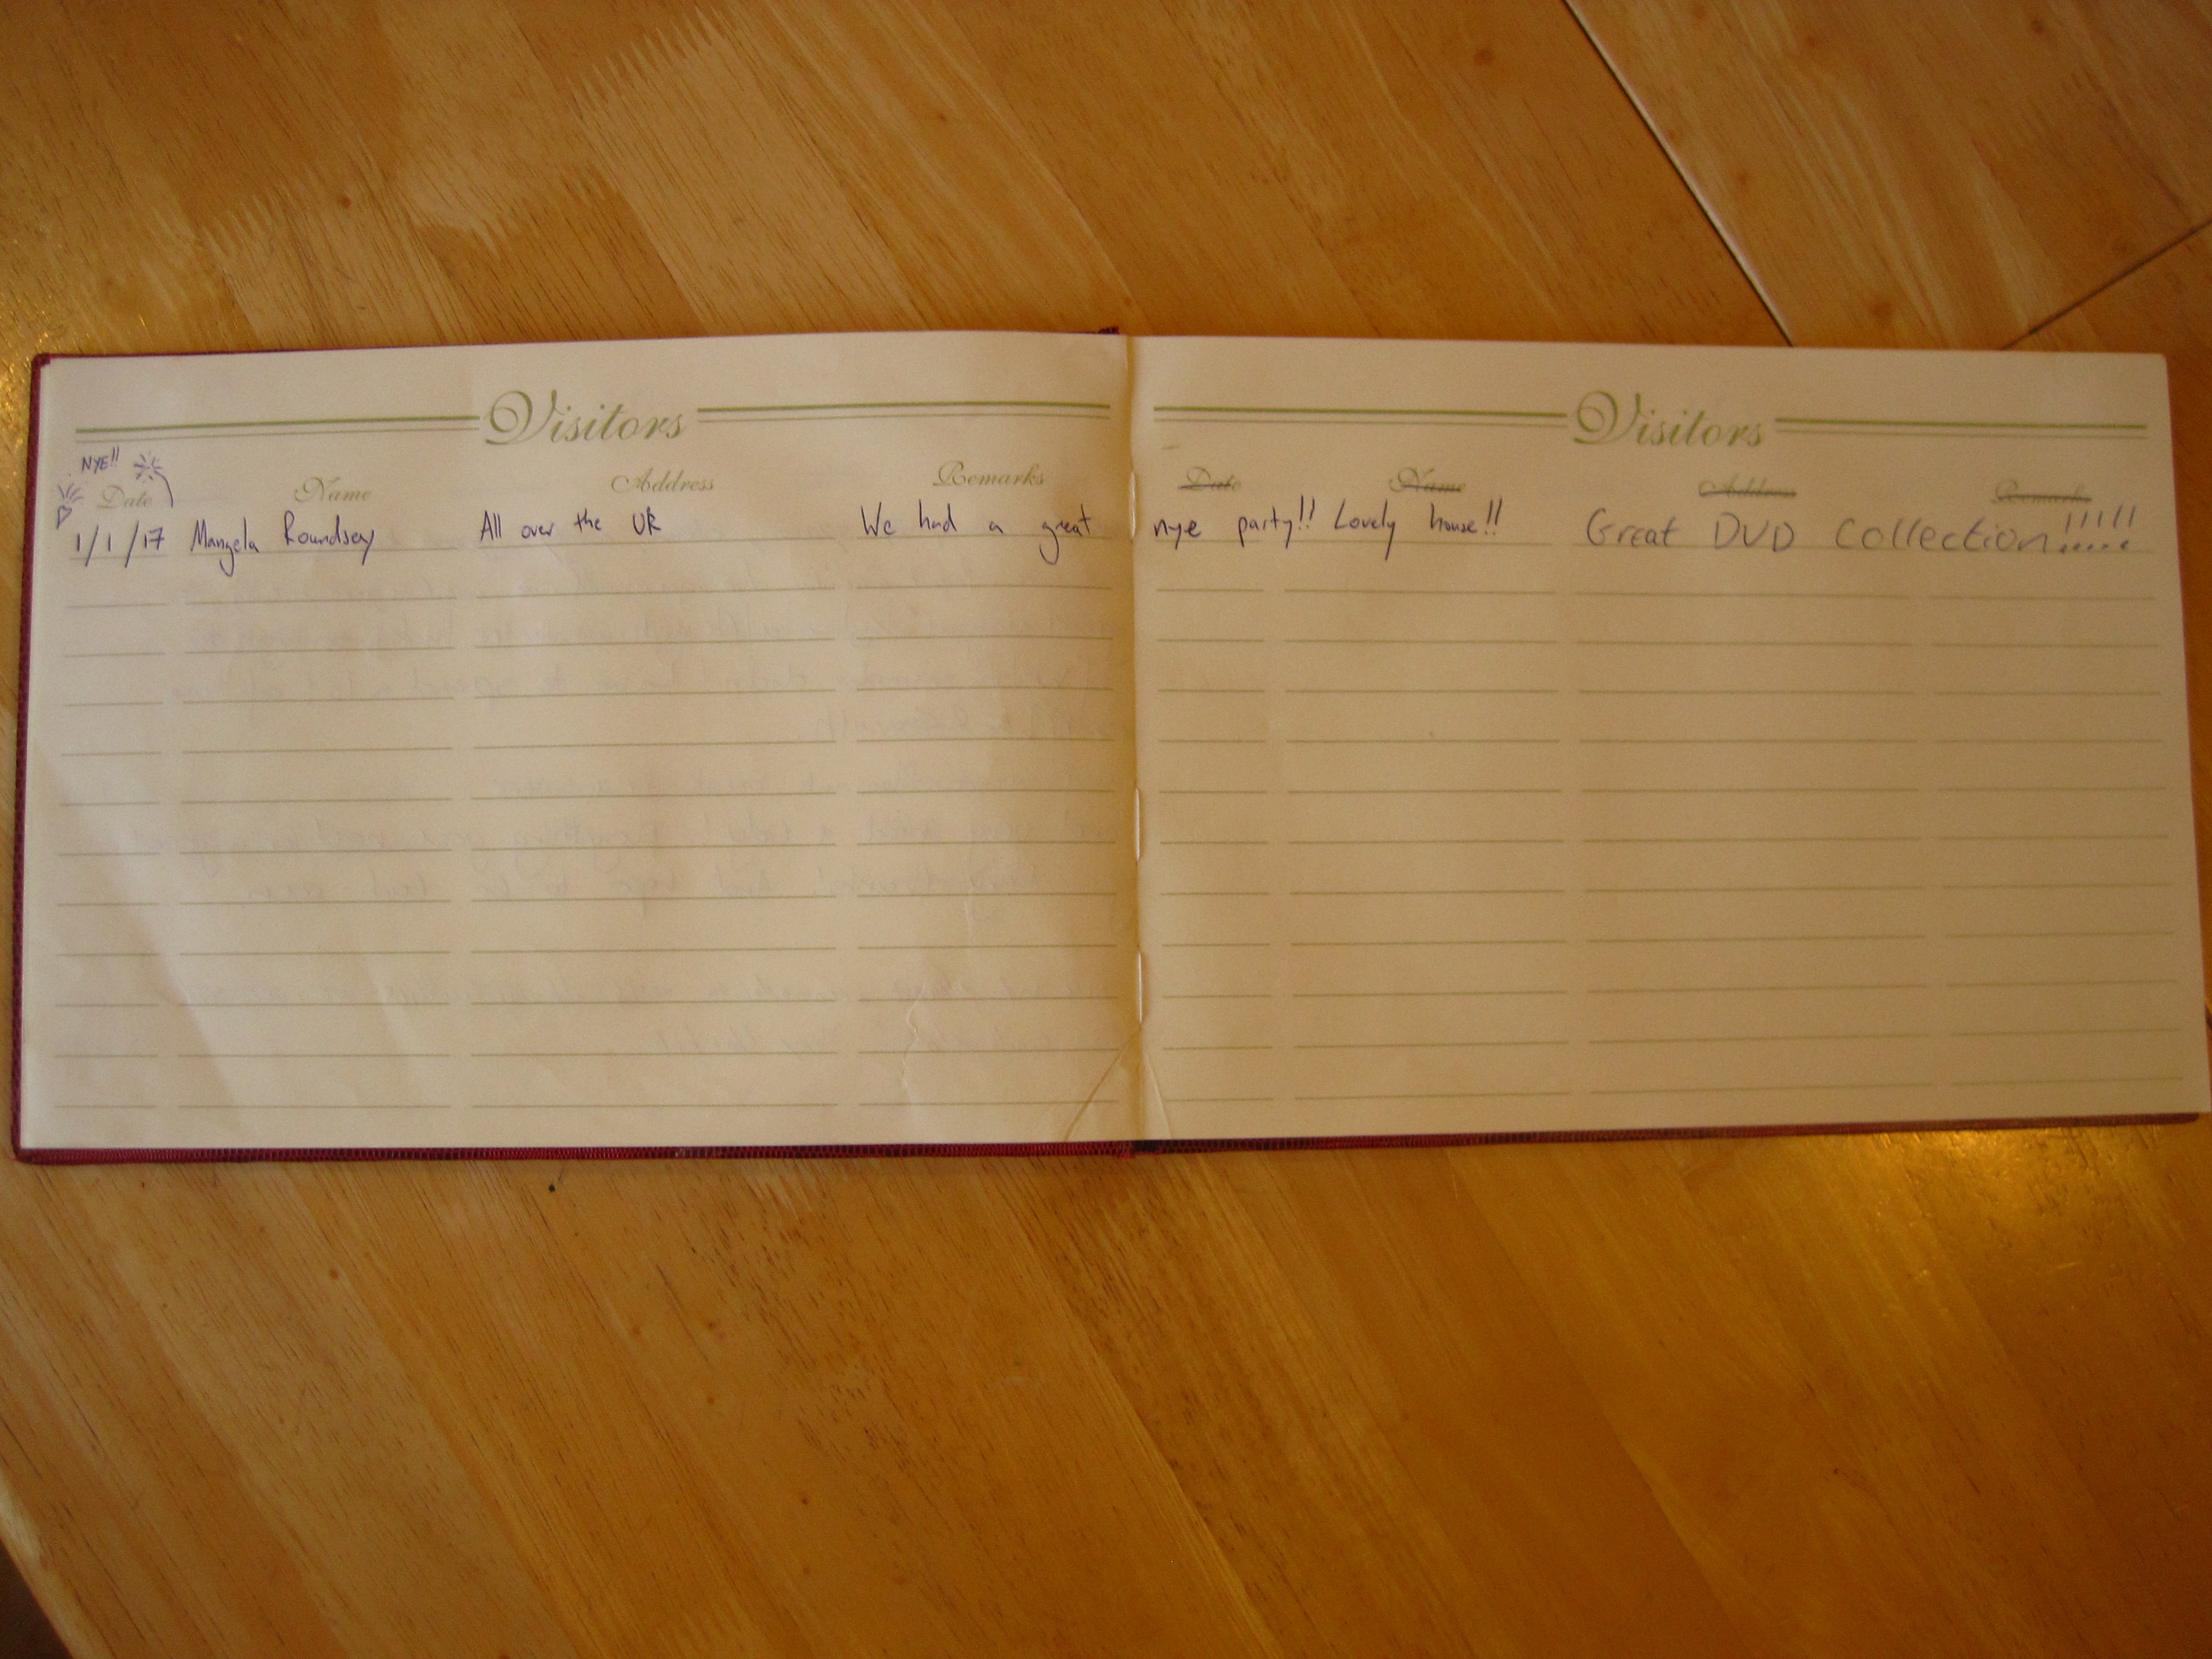 Visitors
NYE!!
Date Name Address Remarks
1/1/17 Mangela Roundsay All over the UK We had a great
Visitors
Date Name Address Remarks
nye party!! Lovely house!! Great DVD Collection!!!!!